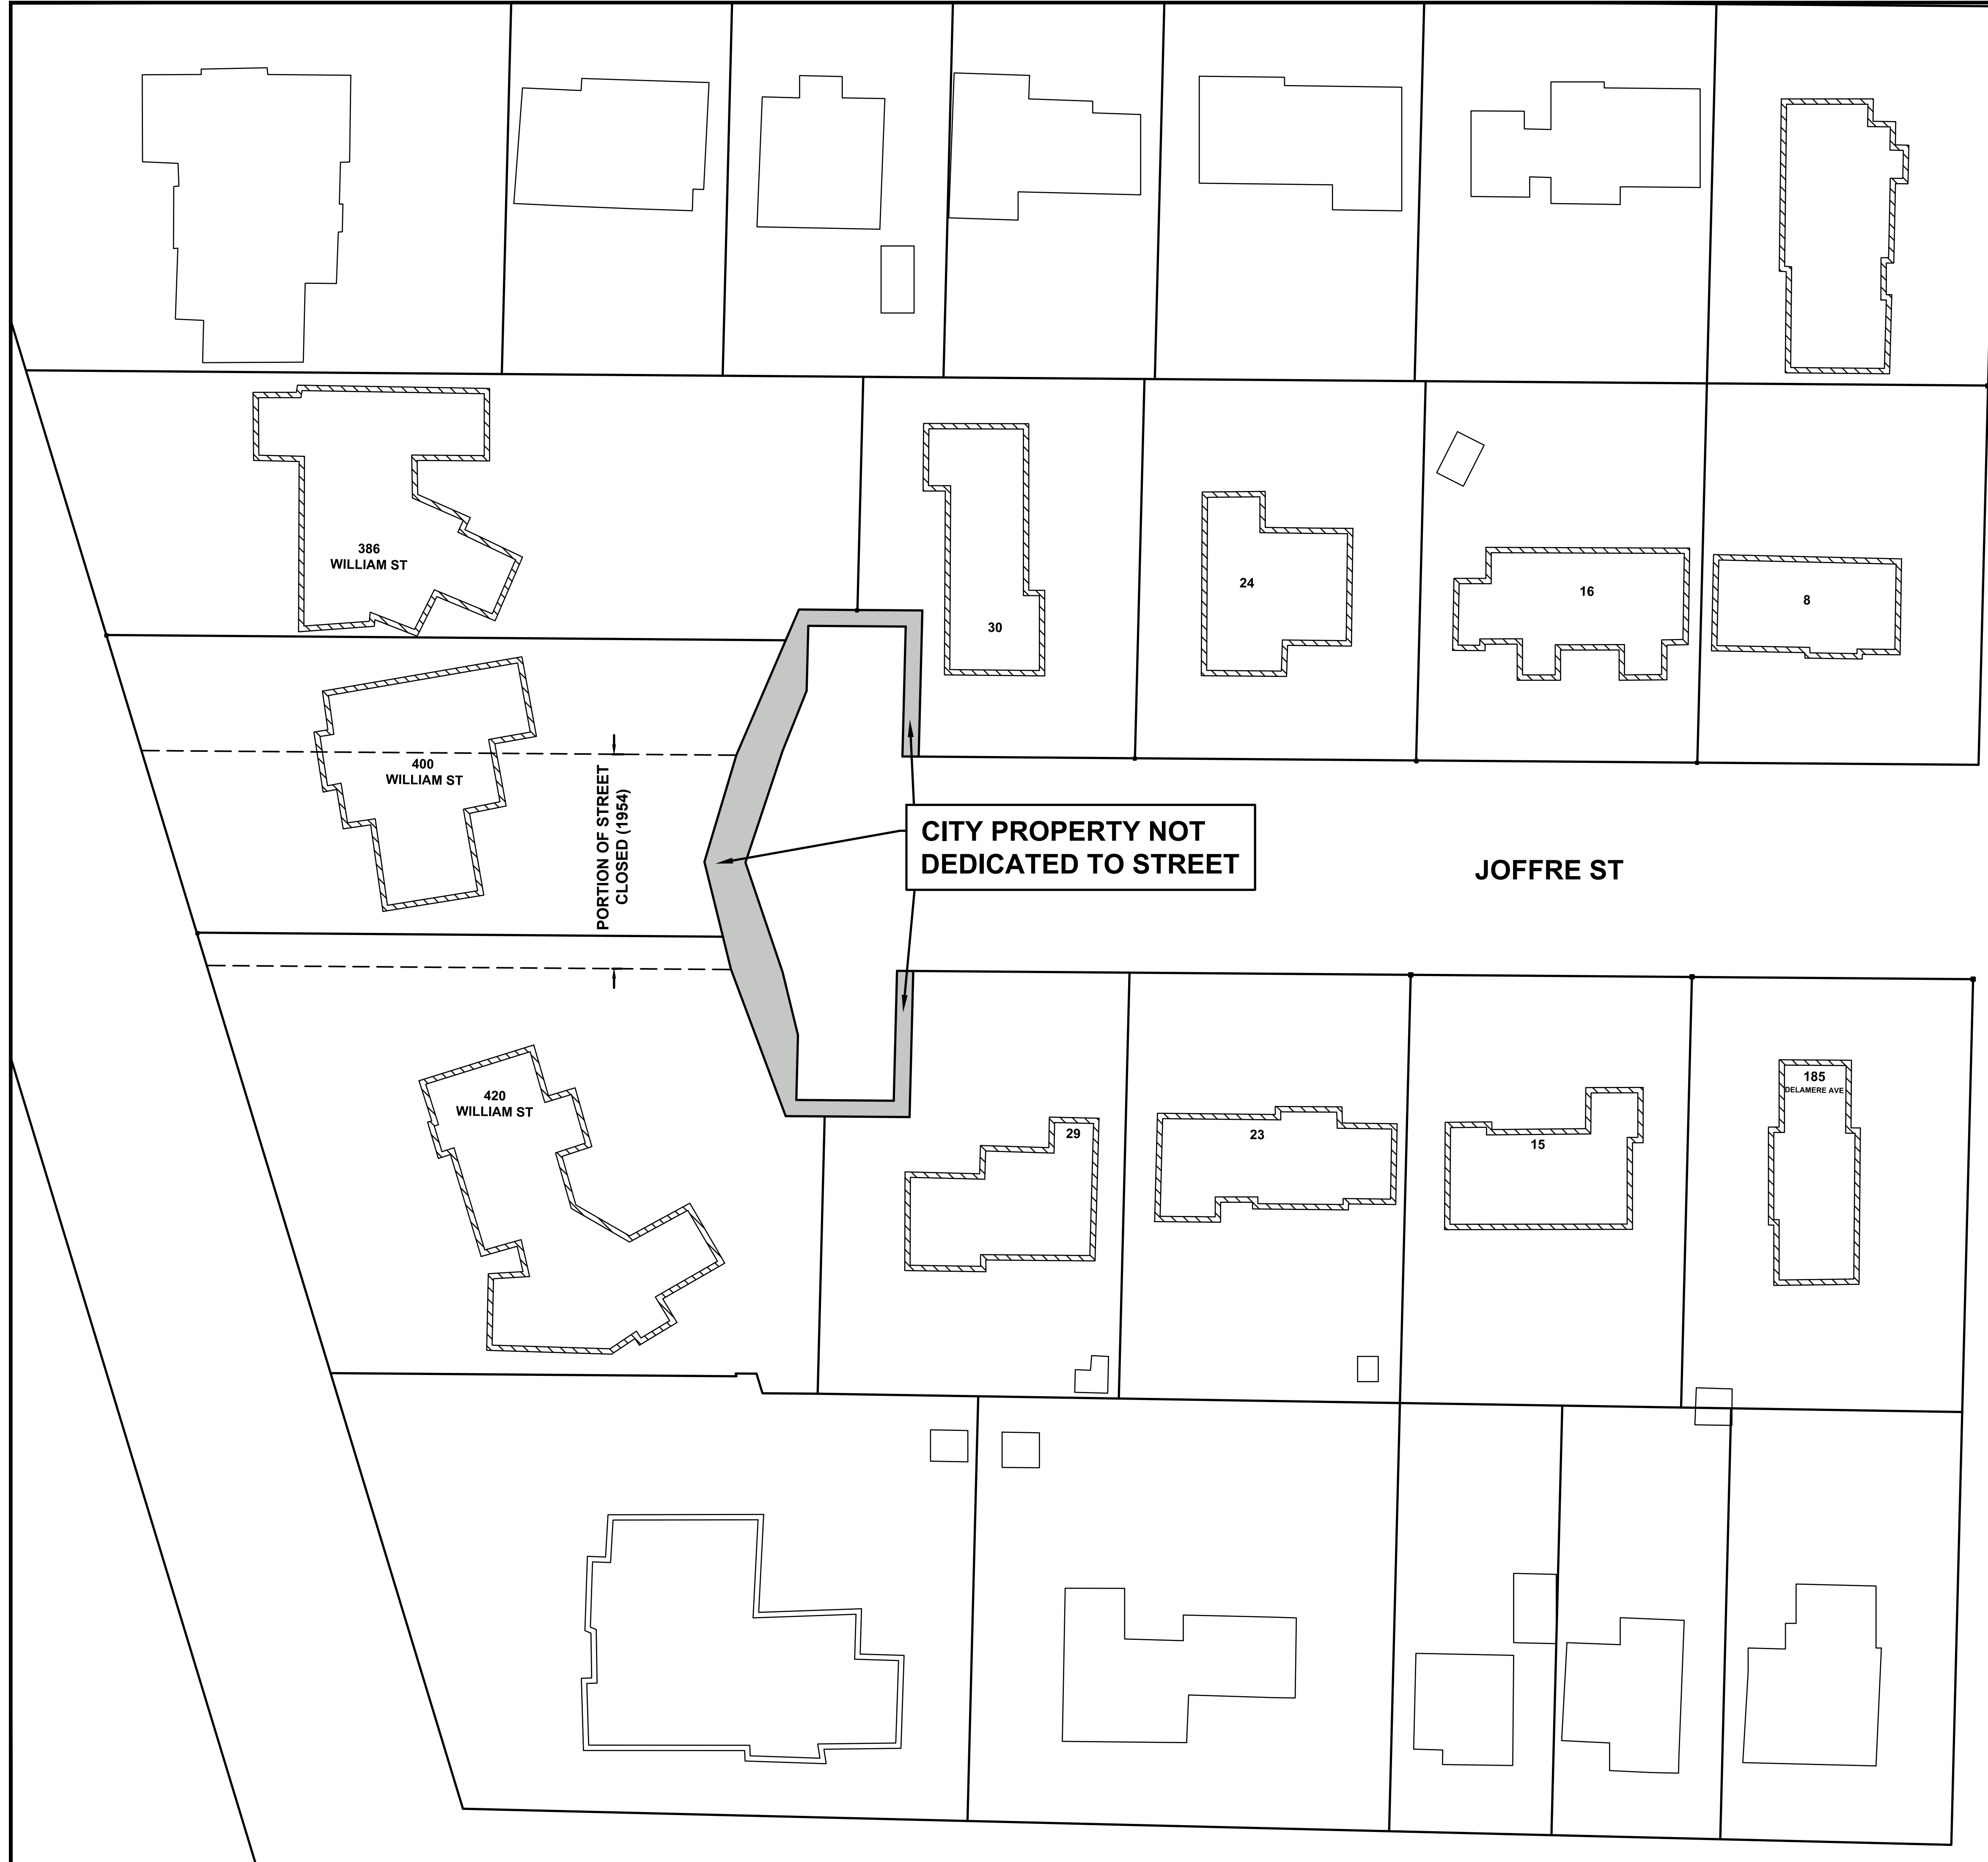 386
WILLIAM ST
30
24
16
8
400
WILLIAM ST
PORTION OF STREET
CLOSED (1954)
CITY PROPERTY NOT
DEDICATED TO STREET
JOFFRE ST
420
WILLIAM ST
29
23
15
185
DELAMERE AVE